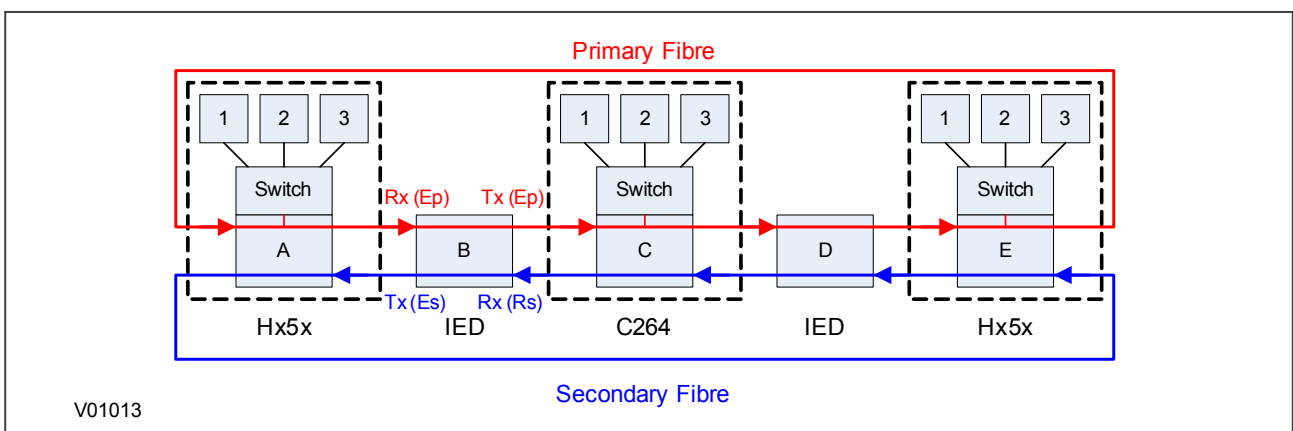 Primary Fibre
1 2 3 1 2 3 1 2 3
Switch Rx (Ep) Tx (Ep) Switch Switch
A B C D E
Tx (Es) Rx (Rs)
Hx5x IED C264 IED Hx5x
Secondary Fibre
V01013